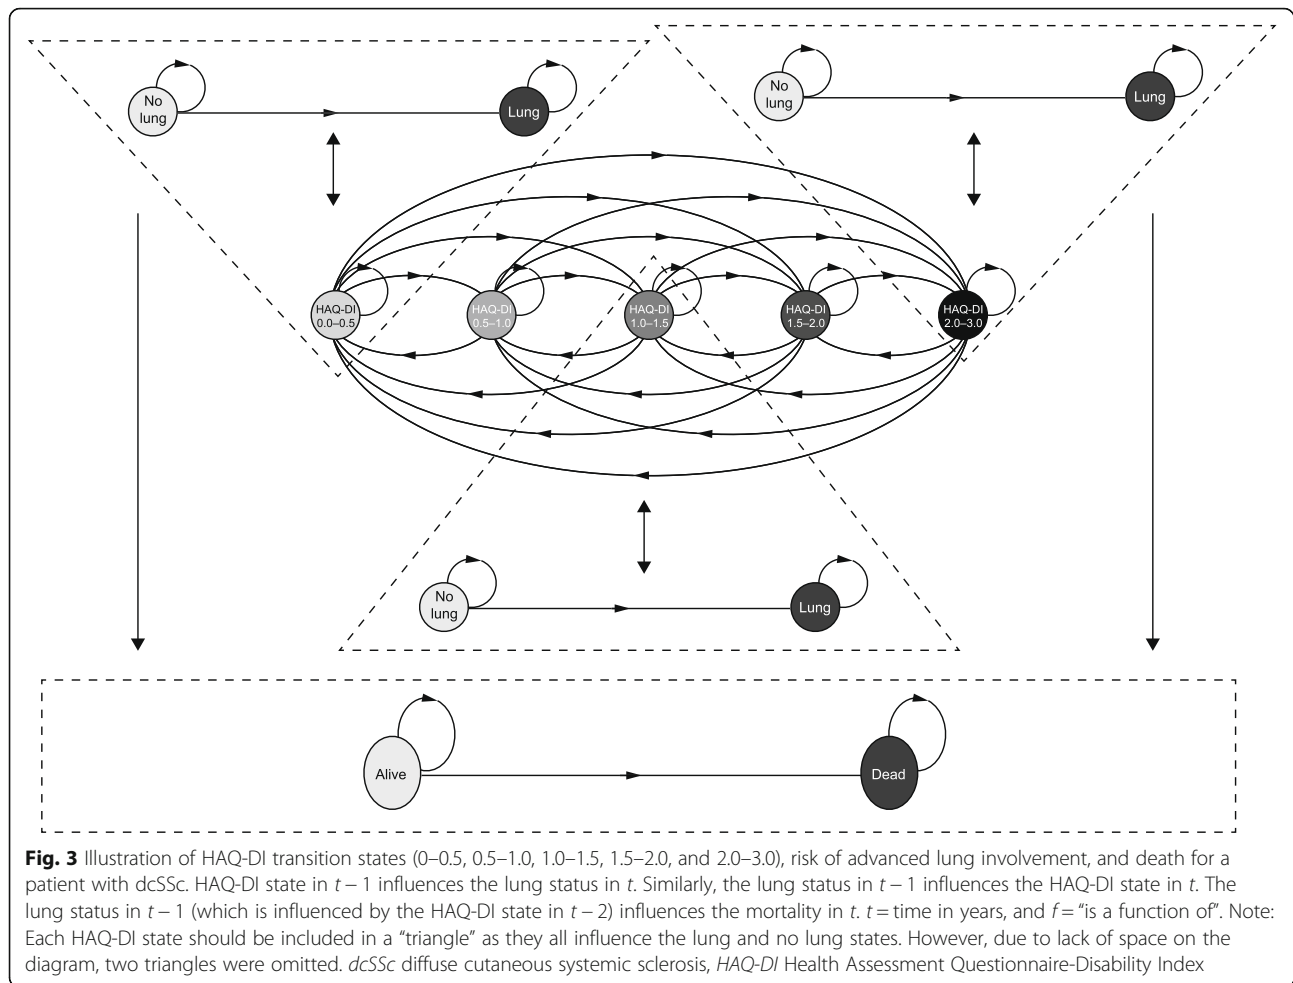 No
lung
Lung
No
lung
Lung
HAQ-DI
0.0–0.5
HAQ-DI
0.5–1.0
HAQ-DI
1.0–1.5
HAQ-DI
1.5–2.0
HAQ-DI
2.0–3.0
No
lung
Lung
Alive
Dead
Fig. 3 Illustration of HAQ-DI transition states (0–0.5, 0.5–1.0, 1.0–1.5, 1.5–2.0, and 2.0–3.0), risk of advanced lung involvement, and death for a
patient with dcSSc. HAQ-DI state in t − 1 influences the lung status in t. Similarly, the lung status in t − 1 influences the HAQ-DI state in t. The
lung status in t − 1 (which is influenced by the HAQ-DI state in t − 2) influences the mortality in t. t = time in years, and f = “is a function of”. Note:
Each HAQ-DI state should be included in a “triangle” as they all influence the lung and no lung states. However, due to lack of space on the
diagram, two triangles were omitted. dcSSc diffuse cutaneous systemic sclerosis, HAQ-DI Health Assessment Questionnaire-Disability Index